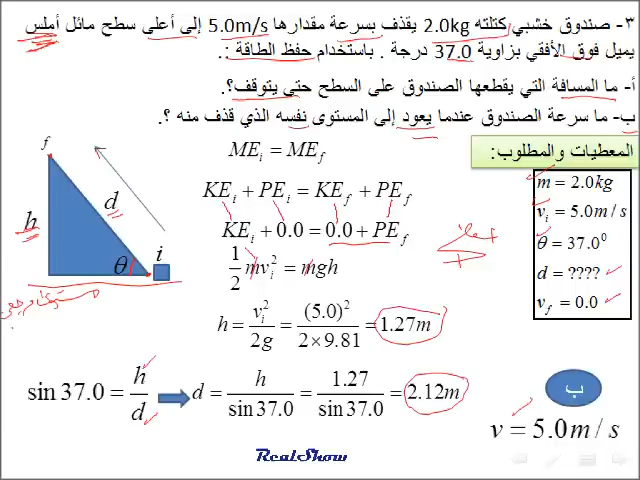 ٣- صندوق خشبي كتلته 2.0kg يقذف بسرعة مقدارها 5.0m/s إلى أعلى سطح مائل أملس
يميل فوق الأفقي بزاوية 37.0 درجة . باستخدام حفظ الطاقة :.
أ- ما المسافة التي يقطعها الصندوق على السطح حتى يتوقف؟.
ب- ما سرعة الصندوق عندما يعود إلى المستوى نفسه الذي قذف منه ؟.
المعطيات والمطلوب:
m = 2.0kg
v_i = 5.0m/s
θ = 37.0⁰
d = ????
v_f = 0.0
f
h
d
θ
i
ME_i = ME_f
KE_i + PE_i = KE_f + PE_f
KE_i + 0.0 = 0.0 + PE_f
1/2 mv_i² = mgh
h = v_i²/2g = (5.0)²/2×9.81 = 1.27m
sin 37.0 = h/d
d = h/sin 37.0 = 1.27/sin 37.0 = 2.12m
ب
v = 5.0m/s
RealShow